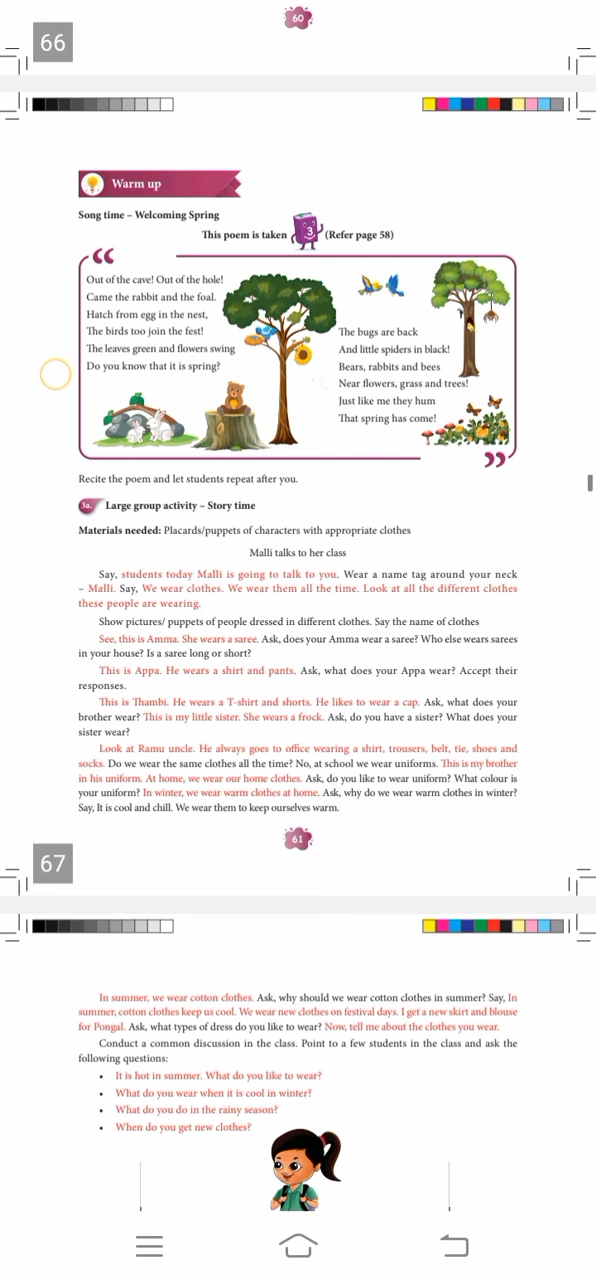 60
66
Warm up
Song time – Welcoming Spring
This poem is taken 3 (Refer page 58)
Out of the cave! Out of the hole!
Came the rabbit and the foal.
Hatch from egg in the nest,
The birds too join the fest!
The leaves green and flowers swing
Do you know that it is spring?
The bugs are back
And little spiders in black!
Bears, rabbits and bees
Near flowers, grass and trees!
Just like me they hum
That spring has come!
Recite the poem and let students repeat after you.
3a. Large group activity – Story time
Materials needed: Placards/puppets of characters with appropriate clothes
Malli talks to her class
Say, students today Malli is going to talk to you. Wear a name tag around your neck
– Malli. Say, We wear clothes. We wear them all the time. Look at all the different clothes
these people are wearing.
Show pictures/ puppets of people dressed in different clothes. Say the name of clothes
See, this is Amma. She wears a saree. Ask, does your Amma wear a saree? Who else wears sarees
in your house? Is a saree long or short?
This is Appa. He wears a shirt and pants. Ask, what does your Appa wear? Accept their
responses.
This is Thambi. He wears a T-shirt and shorts. He likes to wear a cap. Ask, what does your
brother wear? This is my little sister. She wears a frock. Ask, do you have a sister? What does your
sister wear?
Look at Ramu uncle. He always goes to office wearing a shirt, trousers, belt, tie, shoes and
socks. Do we wear the same clothes all the time? No, at school we wear uniforms. This is my brother
in his uniform. At home, we wear our home clothes. Ask, do you like to wear uniform? What colour is
your uniform? In winter, we wear warm clothes at home. Ask, why do we wear warm clothes in winter?
Say, It is cool and chill. We wear them to keep ourselves warm.
61
67
In summer, we wear cotton clothes. Ask, why should we wear cotton clothes in summer? Say, In
summer, cotton clothes keep us cool. We wear new clothes on festival days. I get a new skirt and blouse
for Pongal. Ask, what types of dress do you like to wear? Now, tell me about the clothes you wear.
Conduct a common discussion in the class. Point to a few students in the class and ask the
following questions:
• It is hot in summer. What do you like to wear?
• What do you wear when it is cool in winter?
• What do you do in the rainy season?
• When do you get new clothes?